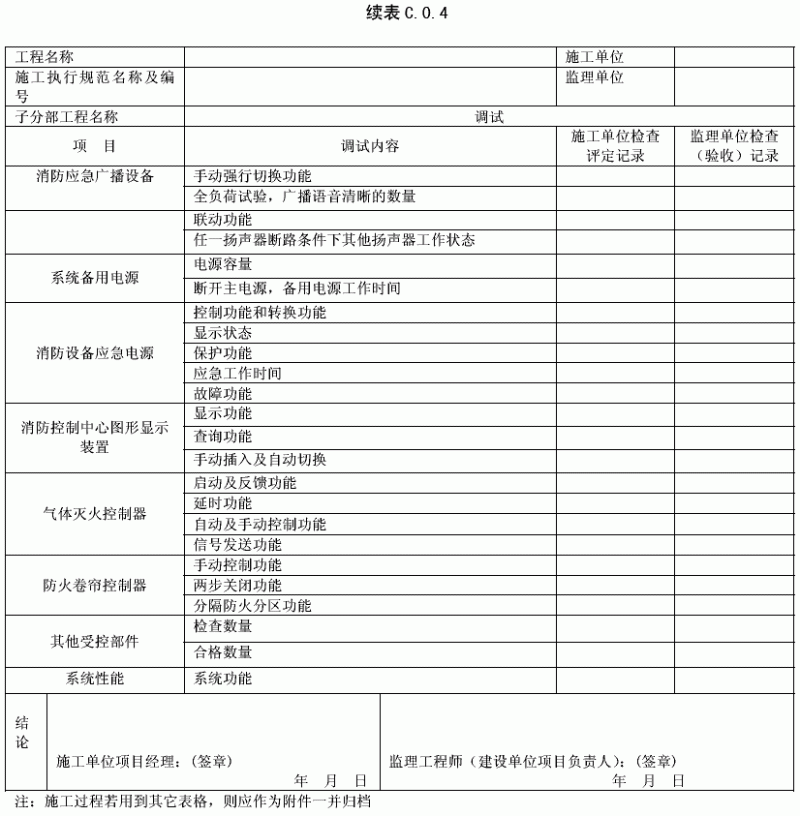 续表 C.0.4
工程名称 施工单位
施工执行规范名称及编 监理单位
号
子分部工程名称 调试
项 目 调试内容 施工单位检查 监理单位检查
评定记录 (验收)记录
消防应急广播设备 手动强行切换功能
全负荷试验，广播语音清晰的数量
联动功能
任一扬声器断路条件下其他扬声器工作状态
系统备用电源 电源容量
断开主电源，备用电源工作时间
消防设备应急电源 控制功能和转换功能
显示状态
保护功能
应急工作时间
故障功能
消防控制中心图形显示 显示功能
装置 查询功能
手动插入及自动切换
气体灭火控制器 启动及反馈功能
延时功能
自动及手动控制功能
信号发送功能
防火卷帘控制器 手动控制功能
两步关闭功能
分隔防火分区功能
其他受控部件 检查数量
合格数量
系统性能 系统功能
结
论
施工单位项目经理：(签章) 监理工程师（建设单位项目负责人）：(签章)
年 月 日 年 月 日
注：施工过程若用到其它表格，则应作为附件一并归档